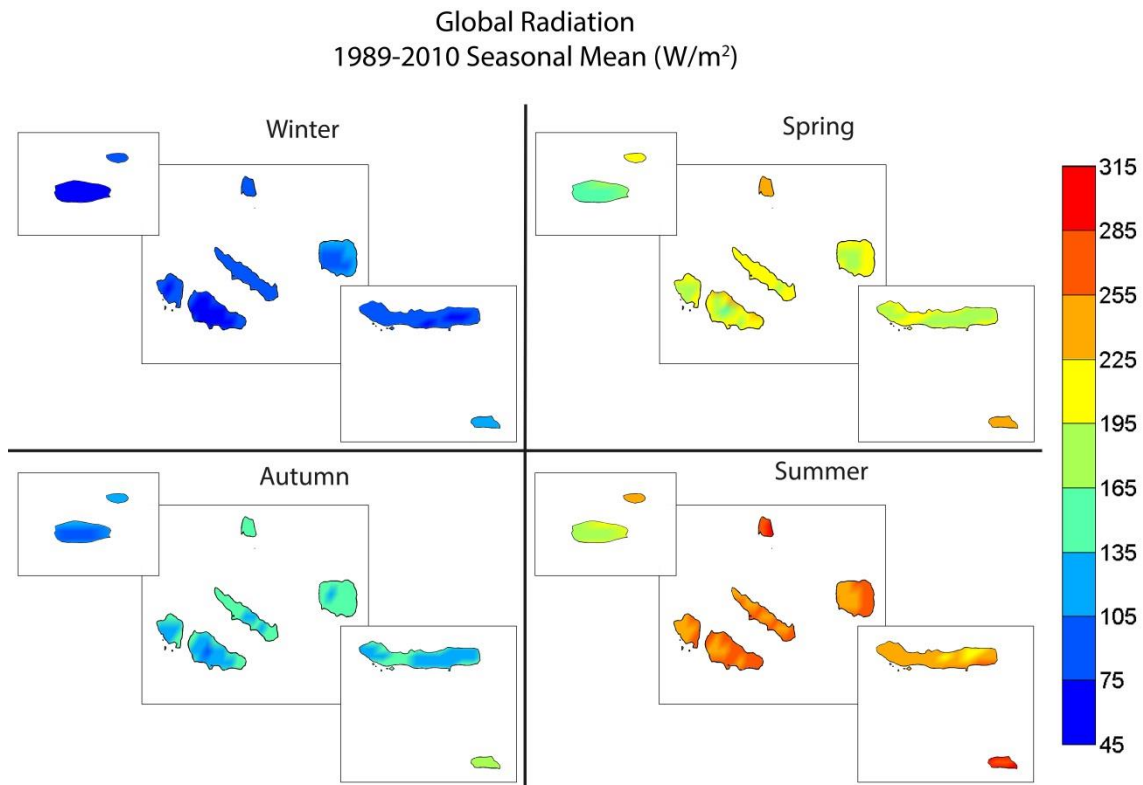 Global Radiation
1989-2010 Seasonal Mean (W/m²)
Winter
Spring
Autumn
Summer
315
285
255
225
195
165
135
105
75
45